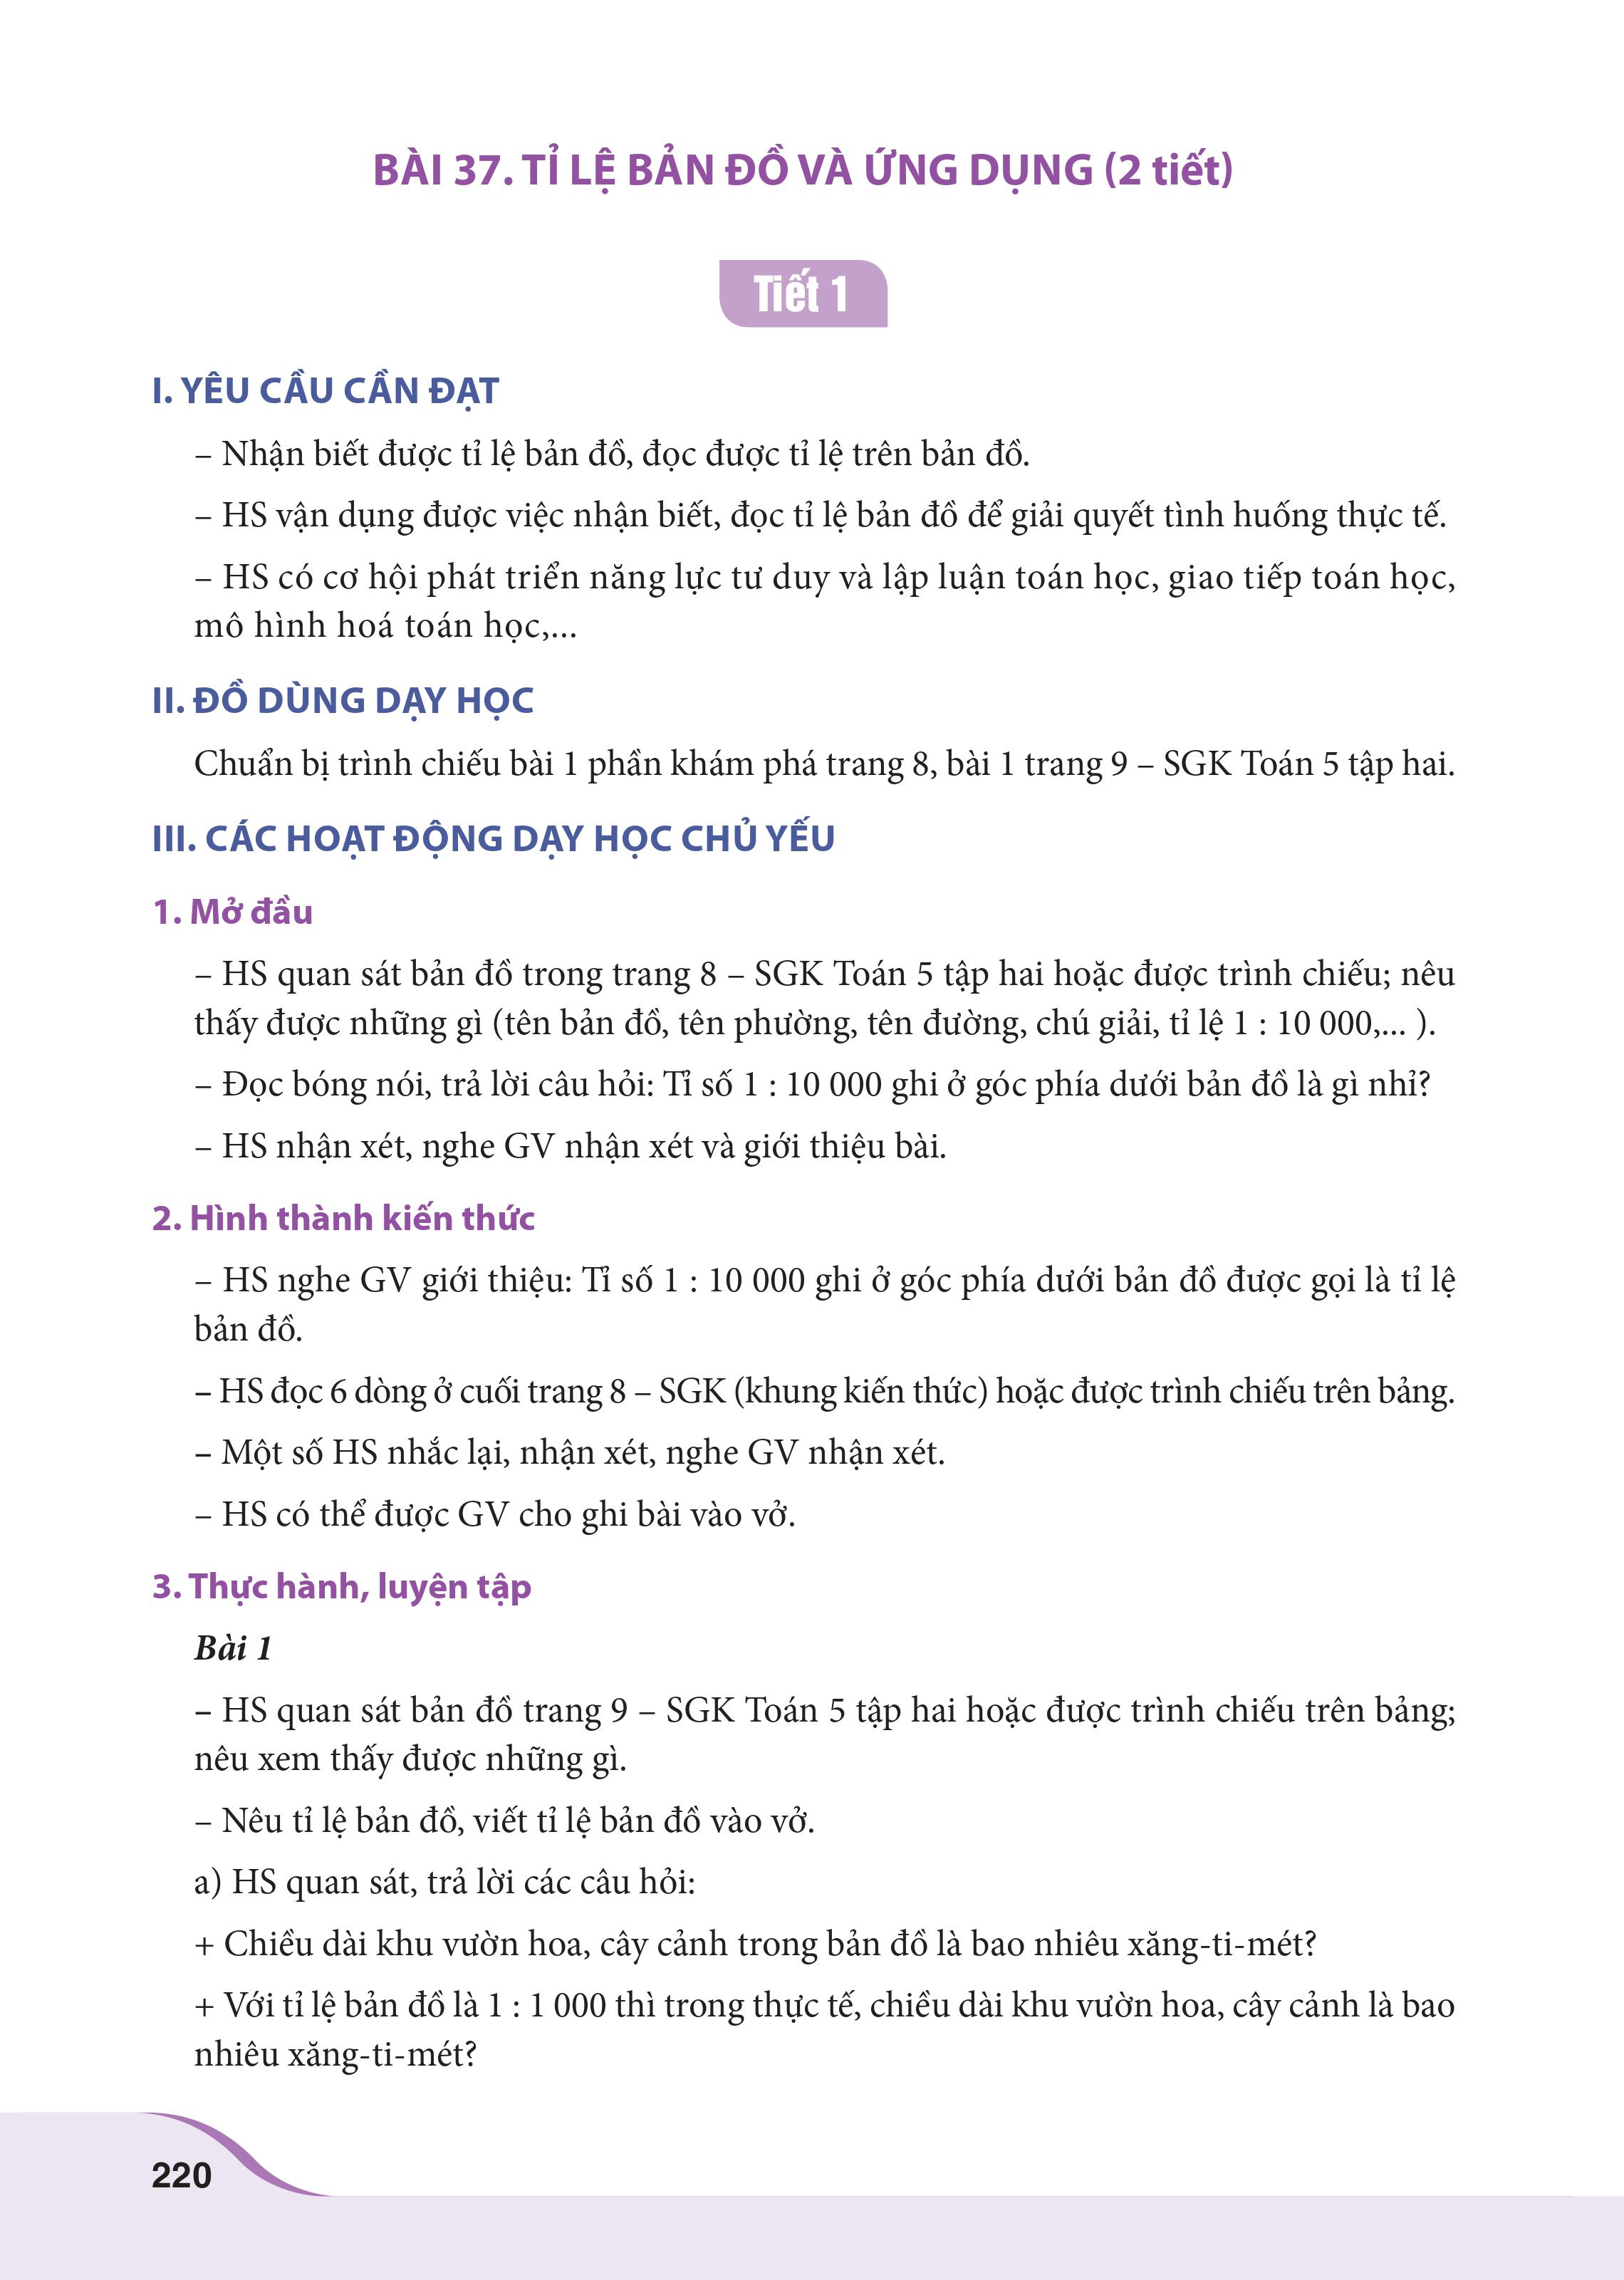 BÀI 37. TỈ LỆ BẢN ĐỒ VÀ ỨNG DỤNG (2 tiết)
Tiết 1
I. YÊU CẦU CẦN ĐẠT
– Nhận biết được tỉ lệ bản đồ, đọc được tỉ lệ trên bản đồ.
– HS vận dụng được việc nhận biết, đọc tỉ lệ bản đồ để giải quyết tình huống thực tế.
– HS có cơ hội phát triển năng lực tư duy và lập luận toán học, giao tiếp toán học,
mô hình hoá toán học,...
II. ĐỒ DÙNG DẠY HỌC
Chuẩn bị trình chiếu bài 1 phần khám phá trang 8, bài 1 trang 9 – SGK Toán 5 tập hai.
III. CÁC HOẠT ĐỘNG DẠY HỌC CHỦ YẾU
1. Mở đầu
– HS quan sát bản đồ trong trang 8 – SGK Toán 5 tập hai hoặc được trình chiếu; nêu
thấy được những gì (tên bản đồ, tên phường, tên đường, chú giải, tỉ lệ 1 : 10 000,... ).
– Đọc bóng nói, trả lời câu hỏi: Tỉ số 1 : 10 000 ghi ở góc phía dưới bản đồ là gì nhỉ?
– HS nhận xét, nghe GV nhận xét và giới thiệu bài.
2. Hình thành kiến thức
– HS nghe GV giới thiệu: Tỉ số 1 : 10 000 ghi ở góc phía dưới bản đồ được gọi là tỉ lệ
bản đồ.
– HS đọc 6 dòng ở cuối trang 8 – SGK (khung kiến thức) hoặc được trình chiếu trên bảng.
– Một số HS nhắc lại, nhận xét, nghe GV nhận xét.
– HS có thể được GV cho ghi bài vào vở.
3. Thực hành, luyện tập
Bài 1
– HS quan sát bản đồ trang 9 – SGK Toán 5 tập hai hoặc được trình chiếu trên bảng;
nêu xem thấy được những gì.
– Nêu tỉ lệ bản đồ, viết tỉ lệ bản đồ vào vở.
a) HS quan sát, trả lời các câu hỏi:
+ Chiều dài khu vườn hoa, cây cảnh trong bản đồ là bao nhiêu xăng-ti-mét?
+ Với tỉ lệ bản đồ là 1 : 1 000 thì trong thực tế, chiều dài khu vườn hoa, cây cảnh là bao
nhiêu xăng-ti-mét?
220